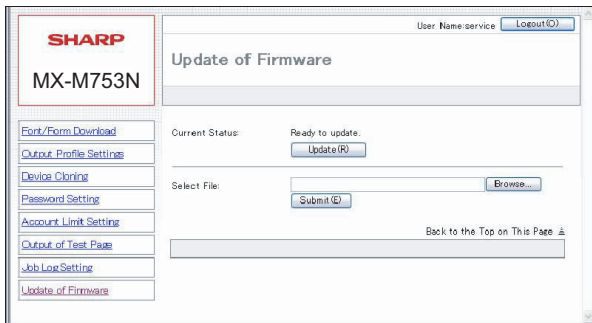 User Name:service Logout(O)
SHARP
MX-M753N
Update of Firmware
Font/Form Download
Output Profile Settings
Device Cloning
Password Setting
Account Limit Setting
Output of Test Page
Job Log Setting
Update of Firmware
Current Status: Ready to update.
Update(R)
Select File: Browse...
Submit(E)
Back to the Top on This Page